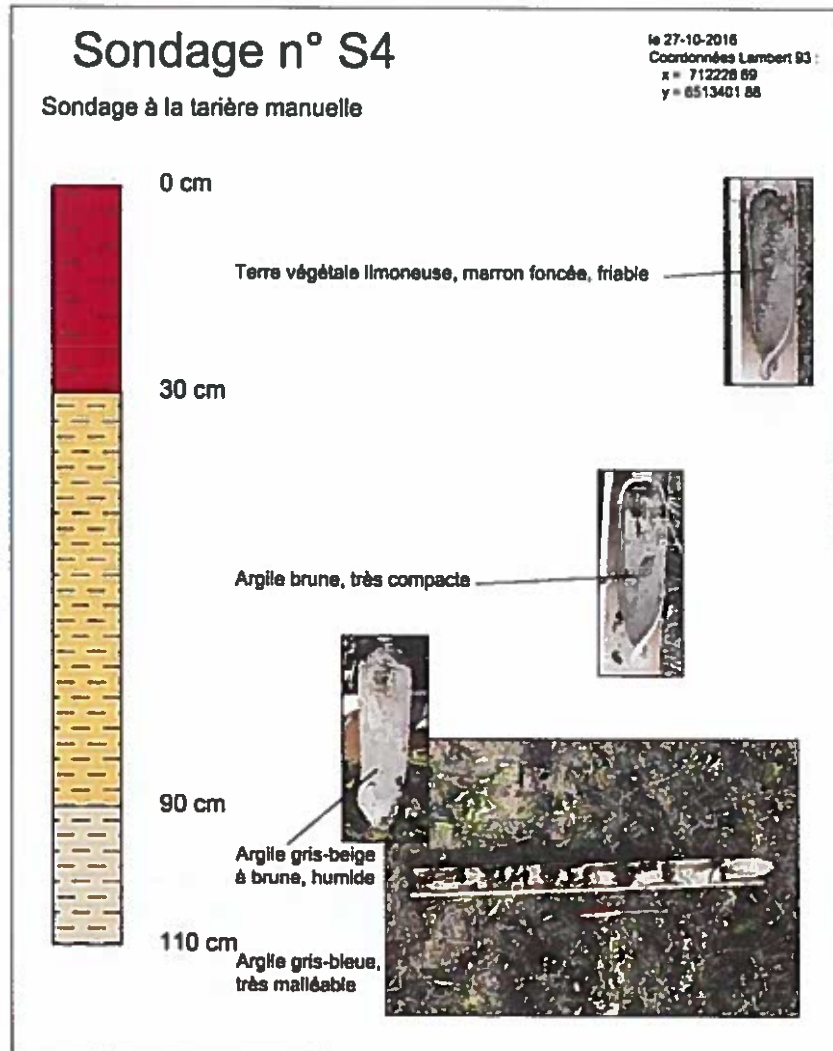 Sondage n° S4
le 27-10-2016
Coordonnées Lambert 93 :
x = 712228 69
y = 6513401 88
Sondage à la tarière manuelle
0 cm
Terre végétale limoneuse, marron foncée, friable
30 cm
Argile brune, très compacte
90 cm
Argile gris-beige
à brune, humide
110 cm
Argile gris-bleue,
très malléable